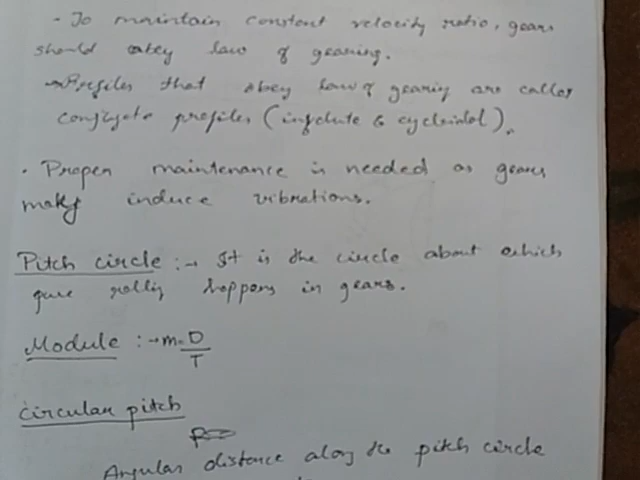 · To maintain constant velocity ratio, gears
should obey law of gearing.
→ Profiles that obey law of gearing are called
conjugate profiles (involute & cycloidal).
· Proper maintenance is needed as gears
may induce vibrations.
Pitch circle :→ It is the circle about which
pure rolling happens in gears.
Module :→ m = D/T
Circular pitch
Angular distance along the pitch circle